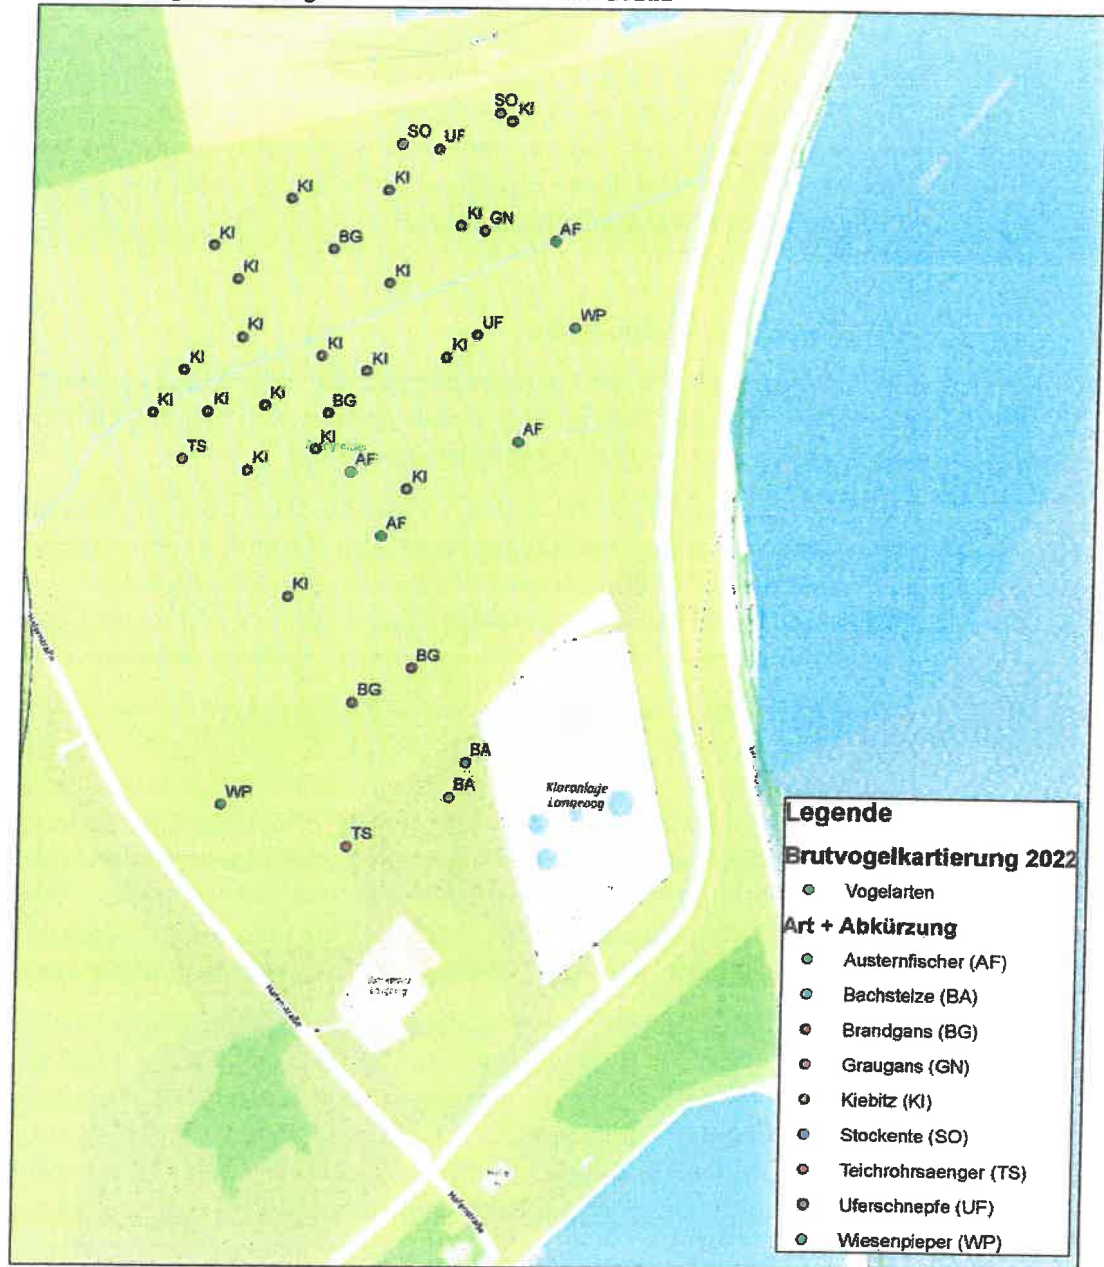 SO
KI
SO
UF
KI
KI
KI
GN
AF
KI
BG
KI
KI
WP
KI
UF
KI
KI
KI
KI
KI
KI
KI
BG
AF
KI
TS
KI
AF
KI
AF
KI
Hafenstraße
BG
BG
BA
BA
Kläranlage
Langeoog
WP
TS
Hafenstraße
Hafenstraße
Legende
Brutvogelkartierung 2022
Vogelarten
Art + Abkürzung
Austernfischer (AF)
Bachstelze (BA)
Brandgans (BG)
Graugans (GN)
Kiebitz (KI)
Stockente (SO)
Teichrohrsaenger (TS)
Uferschnepfe (UF)
Wiesenpieper (WP)